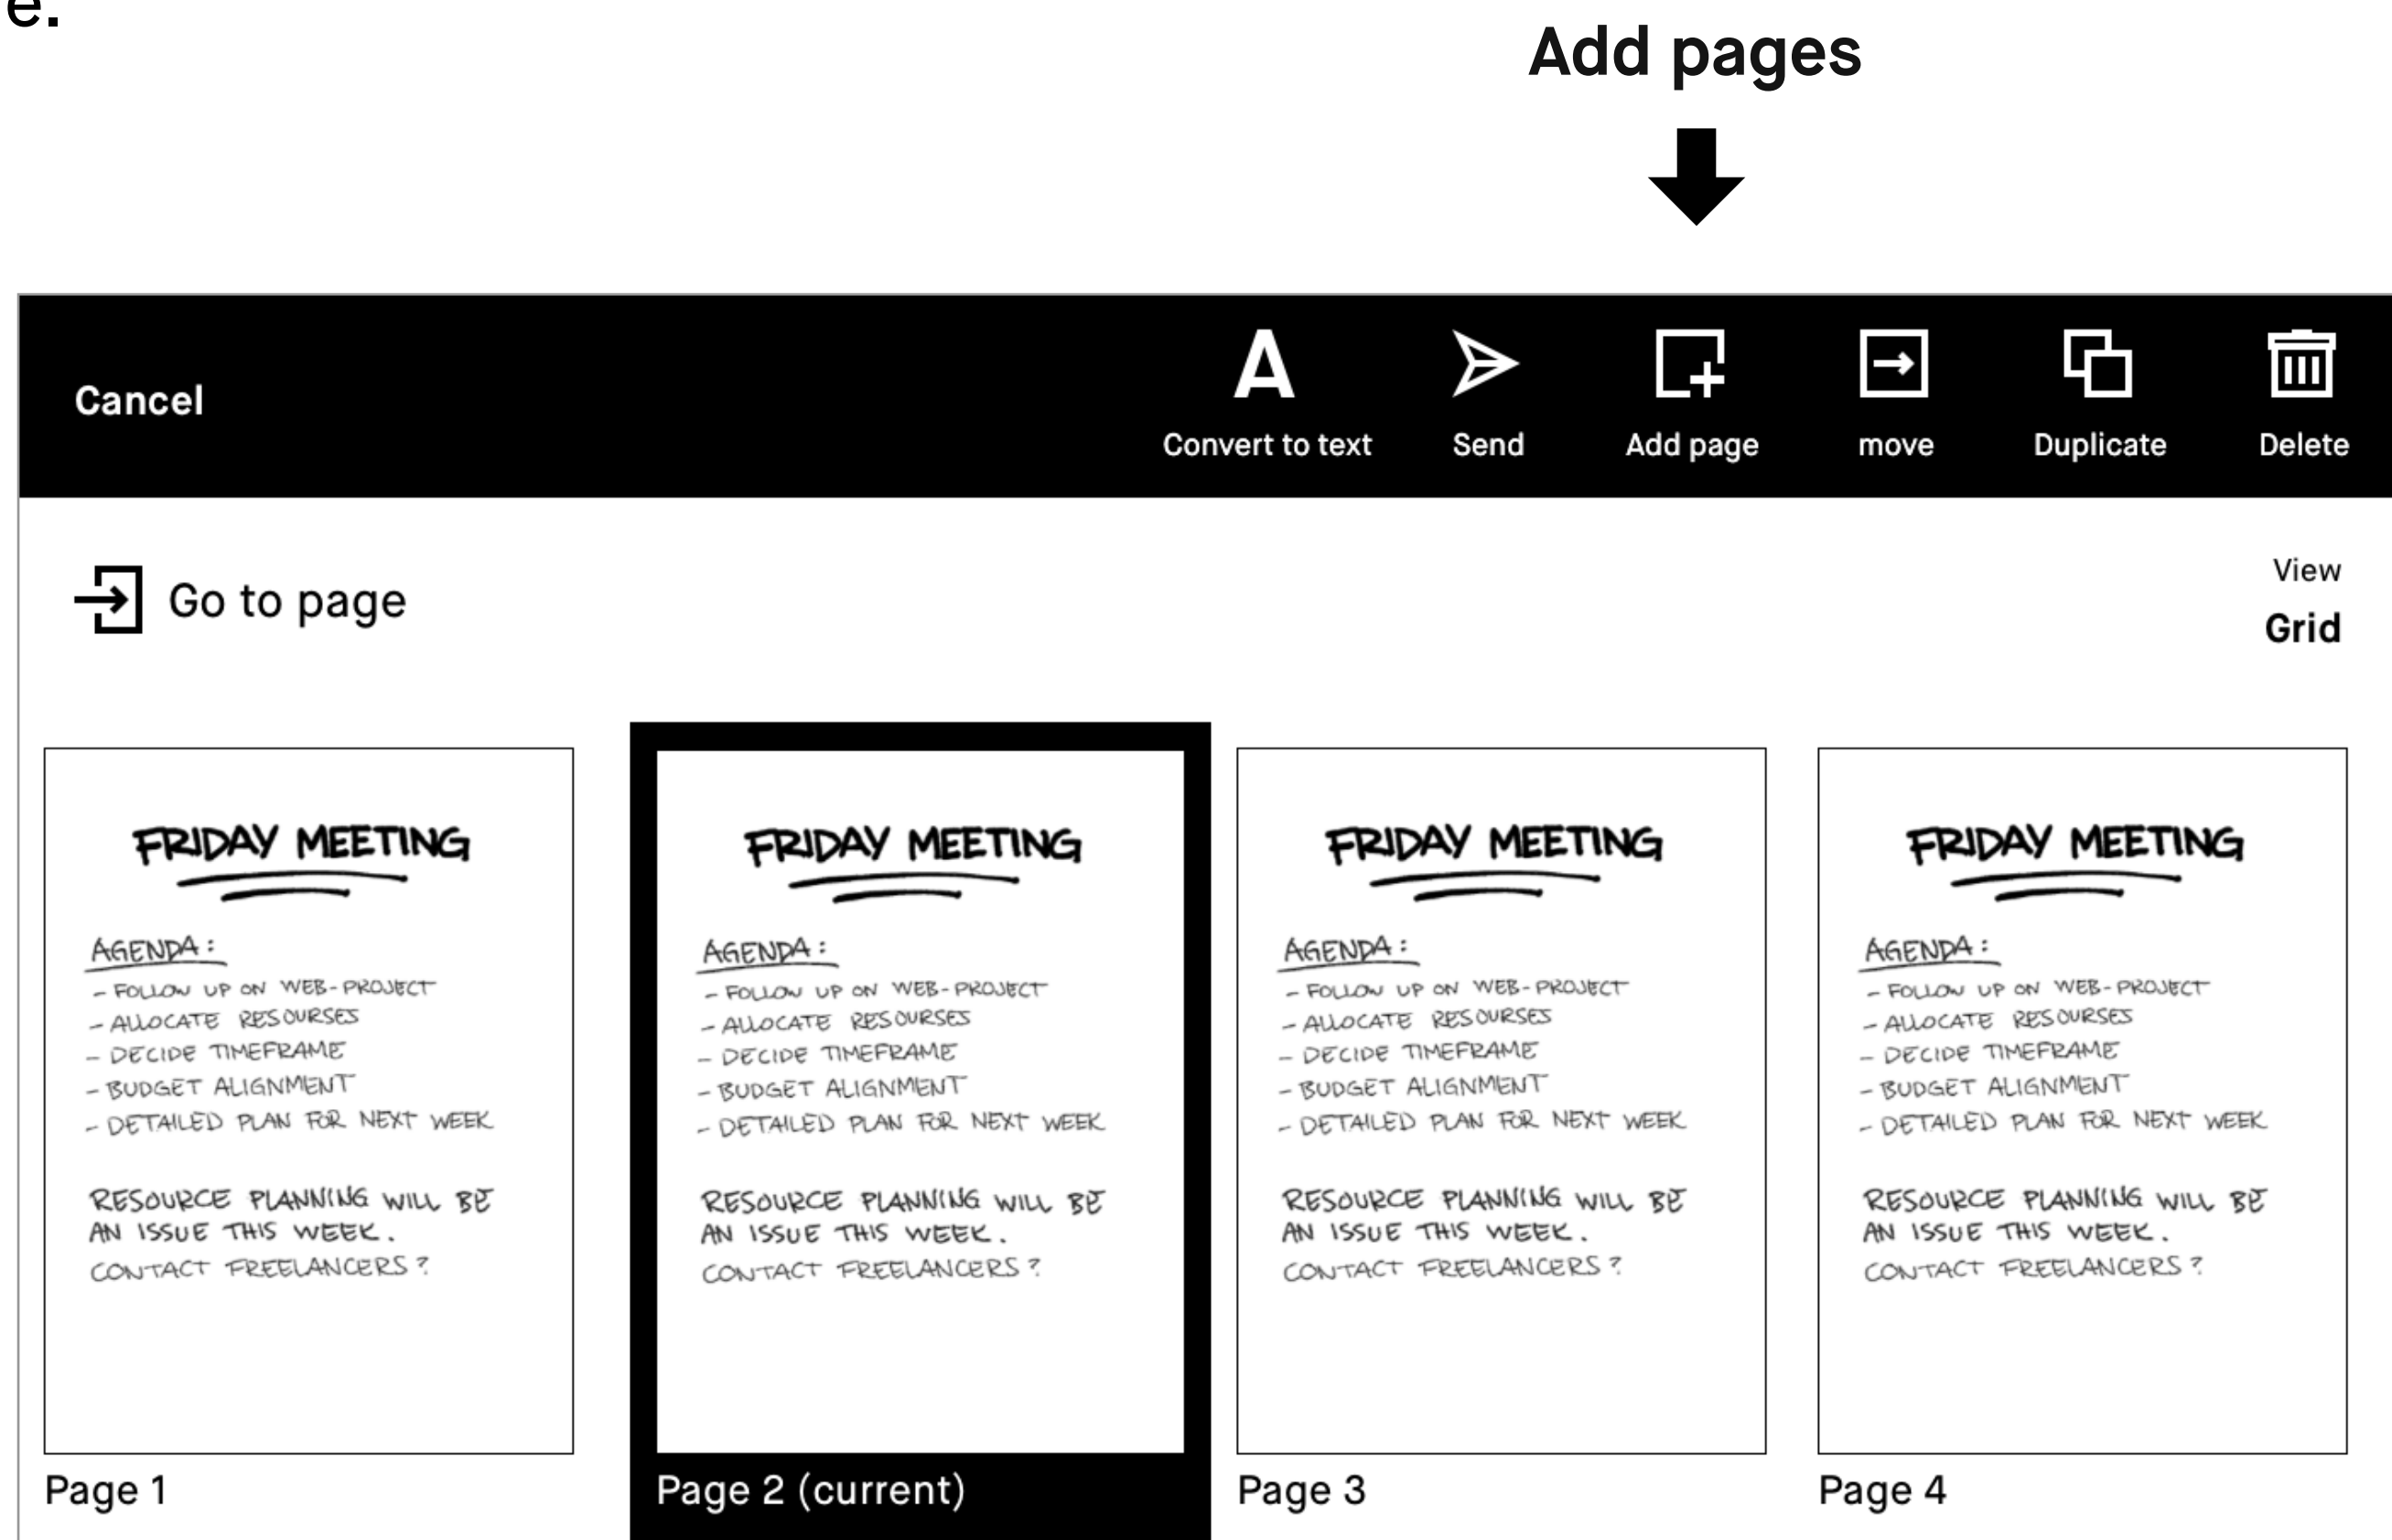 e.
Add pages
Cancel
Convert to text
Send
Add page
move
Duplicate
Delete
Go to page
View
Grid
FRIDAY MEETING
AGENDA:
- FOLLOW UP ON WEB-PROJECT
- ALLOCATE RESOURSES
- DECIDE TIMEFRAME
- BUDGET ALIGNMENT
- DETAILED PLAN FOR NEXT WEEK
RESOURCE PLANNING WILL BE
AN ISSUE THIS WEEK.
CONTACT FREELANCERS?
Page 1
FRIDAY MEETING
AGENDA:
- FOLLOW UP ON WEB-PROJECT
- ALLOCATE RESOURSES
- DECIDE TIMEFRAME
- BUDGET ALIGNMENT
- DETAILED PLAN FOR NEXT WEEK
RESOURCE PLANNING WILL BE
AN ISSUE THIS WEEK.
CONTACT FREELANCERS?
Page 2 (current)
FRIDAY MEETING
AGENDA:
- FOLLOW UP ON WEB-PROJECT
- ALLOCATE RESOURSES
- DECIDE TIMEFRAME
- BUDGET ALIGNMENT
- DETAILED PLAN FOR NEXT WEEK
RESOURCE PLANNING WILL BE
AN ISSUE THIS WEEK.
CONTACT FREELANCERS?
Page 3
FRIDAY MEETING
AGENDA:
- FOLLOW UP ON WEB-PROJECT
- ALLOCATE RESOURSES
- DECIDE TIMEFRAME
- BUDGET ALIGNMENT
- DETAILED PLAN FOR NEXT WEEK
RESOURCE PLANNING WILL BE
AN ISSUE THIS WEEK.
CONTACT FREELANCERS?
Page 4